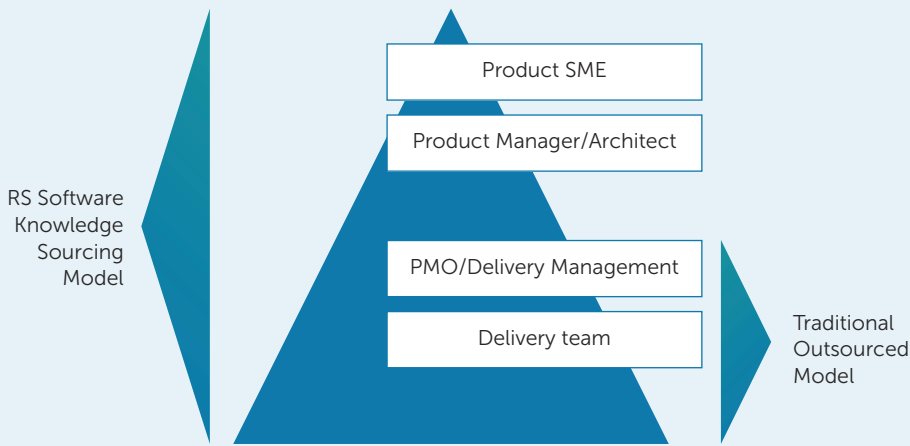 Product SME
Product Manager/Architect
RS Software
Knowledge
Sourcing
Model
PMO/Delivery Management
Delivery team
Traditional
Outsourced
Model